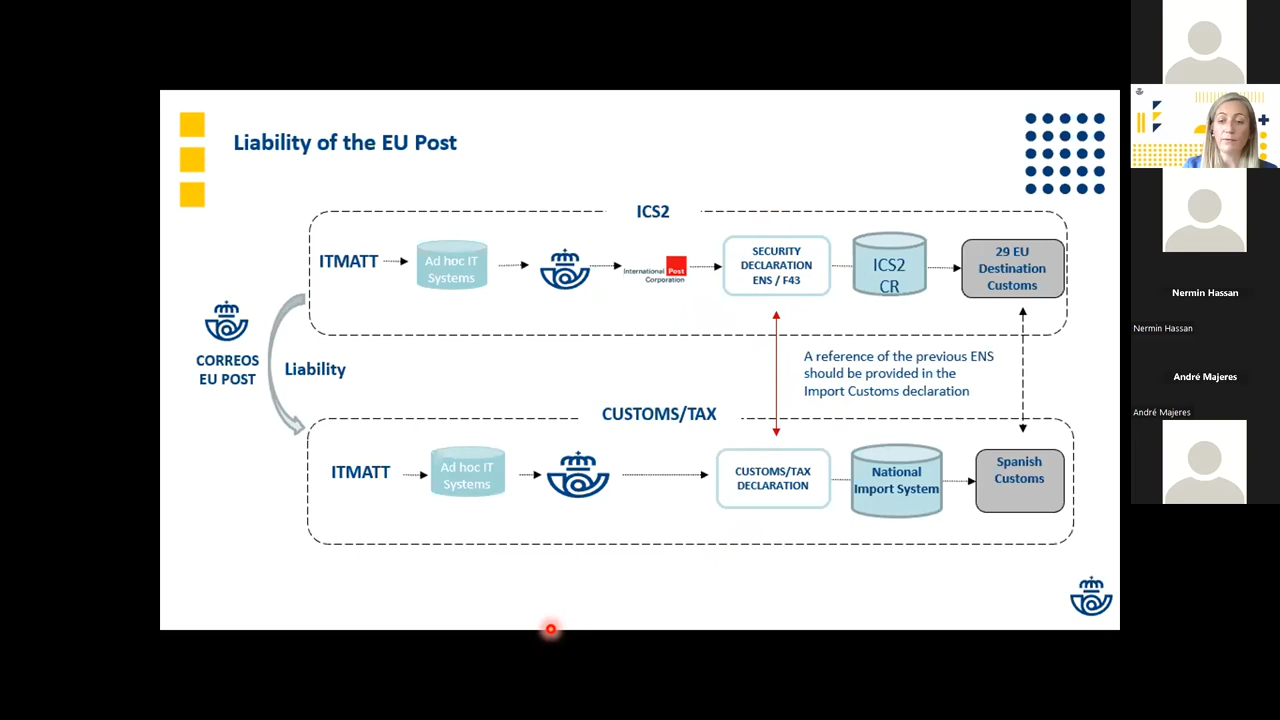 Liability of the EU Post
ICS2
ITMATT
Ad hoc IT
Systems
International Post
Corporation
SECURITY
DECLARATION
ENS / F43
ICS2
CR
29 EU
Destination
Customs
CORREOS
EU POST
Liability
A reference of the previous ENS
should be provided in the
Import Customs declaration
CUSTOMS/TAX
ITMATT
Ad hoc IT
Systems
CUSTOMS/TAX
DECLARATION
National
Import System
Spanish
Customs
Nermin Hassan
Nermin Hassan
André Majeres
André Majeres